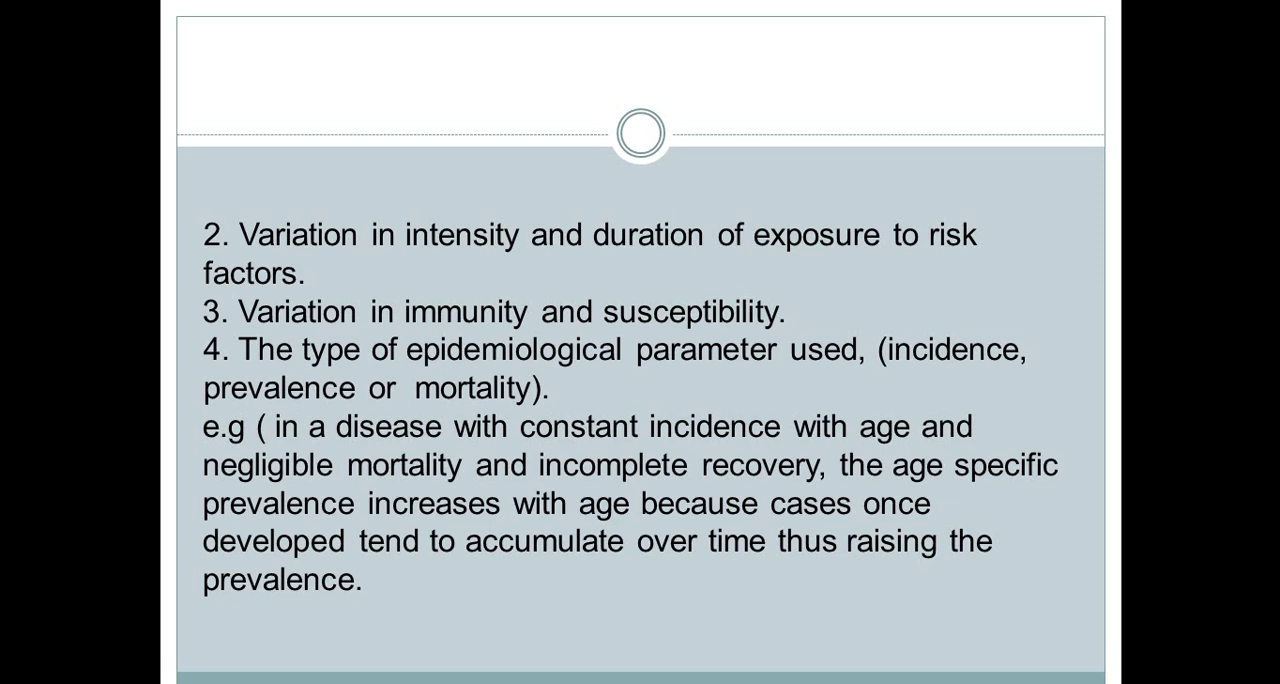 2. Variation in intensity and duration of exposure to risk
factors.
3. Variation in immunity and susceptibility.
4. The type of epidemiological parameter used, (incidence,
prevalence or mortality).
e.g ( in a disease with constant incidence with age and
negligible mortality and incomplete recovery, the age specific
prevalence increases with age because cases once
developed tend to accumulate over time thus raising the
prevalence.